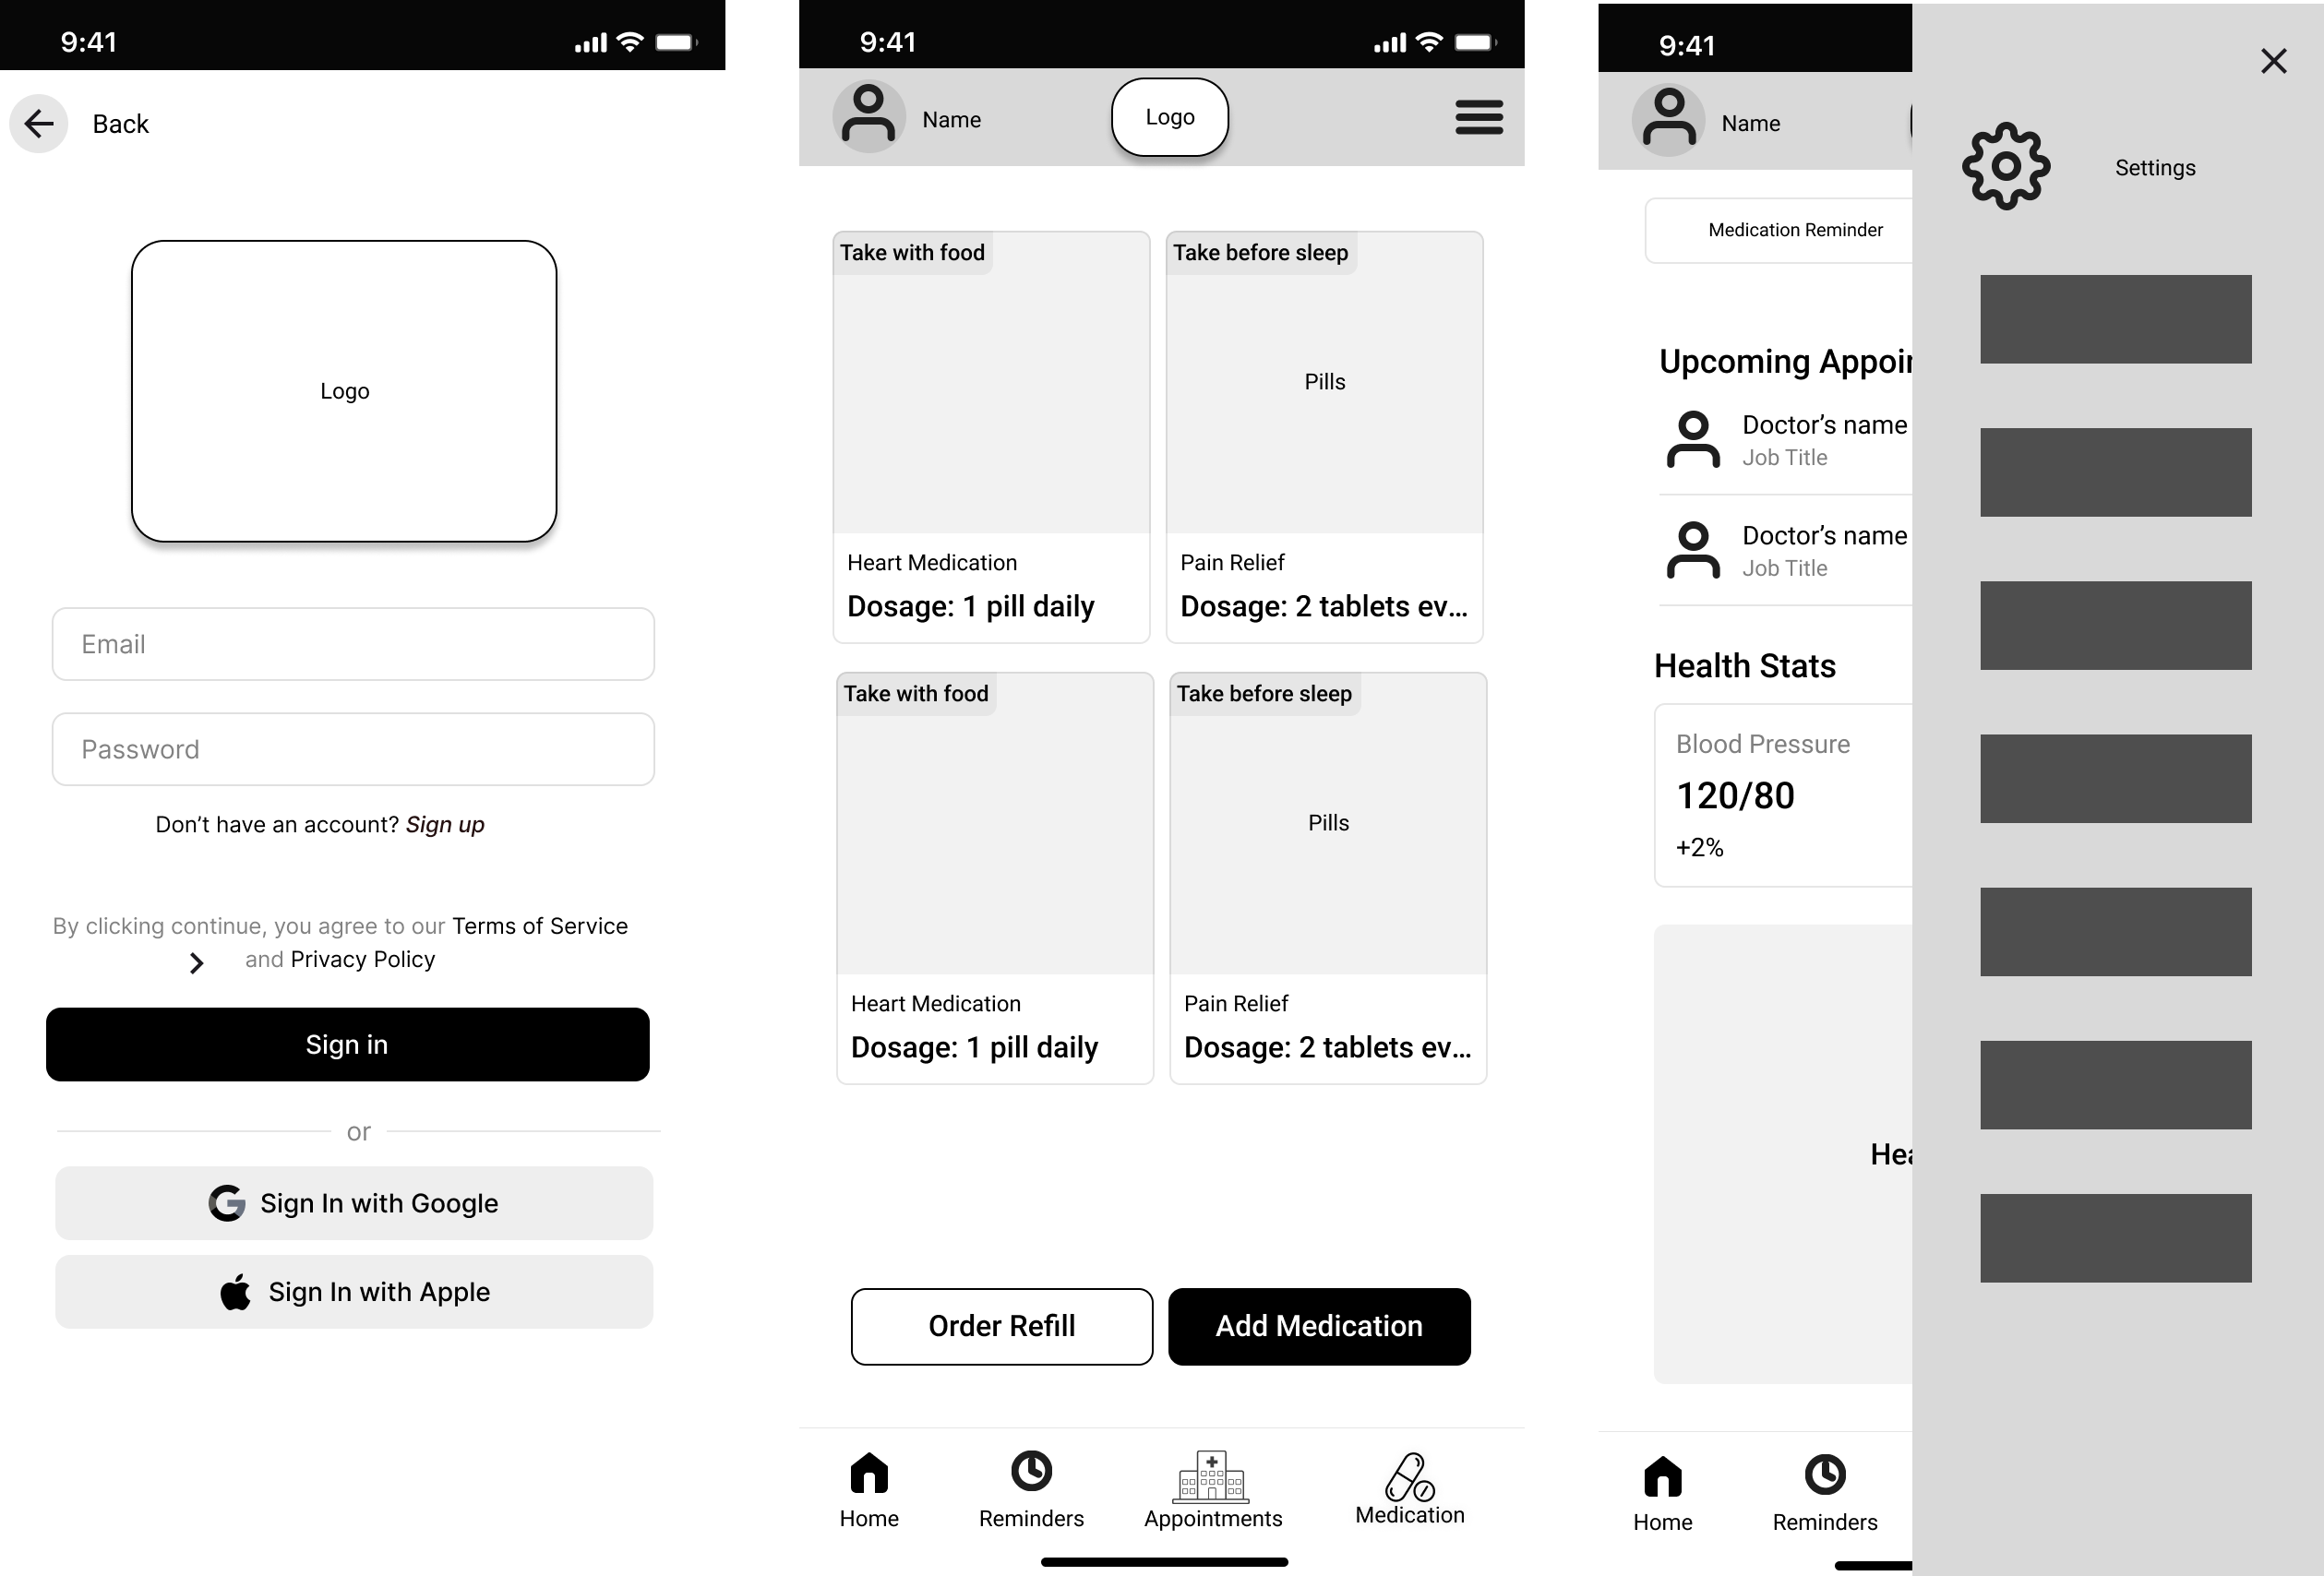 9:41
Back
Logo
Email
Password
Don’t have an account? Sign up
By clicking continue, you agree to our Terms of Service
and Privacy Policy
Sign in
or
Sign In with Google
Sign In with Apple
9:41
Name
Logo
Take with food
Take before sleep
Pills
Heart Medication
Pain Relief
Dosage: 1 pill daily
Dosage: 2 tablets ev...
Take with food
Take before sleep
Pills
Heart Medication
Pain Relief
Dosage: 1 pill daily
Dosage: 2 tablets ev...
Order Refill
Add Medication
Home
Reminders
Appointments
Medication
9:41
Name
Settings
Medication Reminder
Upcoming Appoin
Doctor’s name
Job Title
Doctor’s name
Job Title
Health Stats
Blood Pressure
120/80
+2%
Hea
Home
Reminders